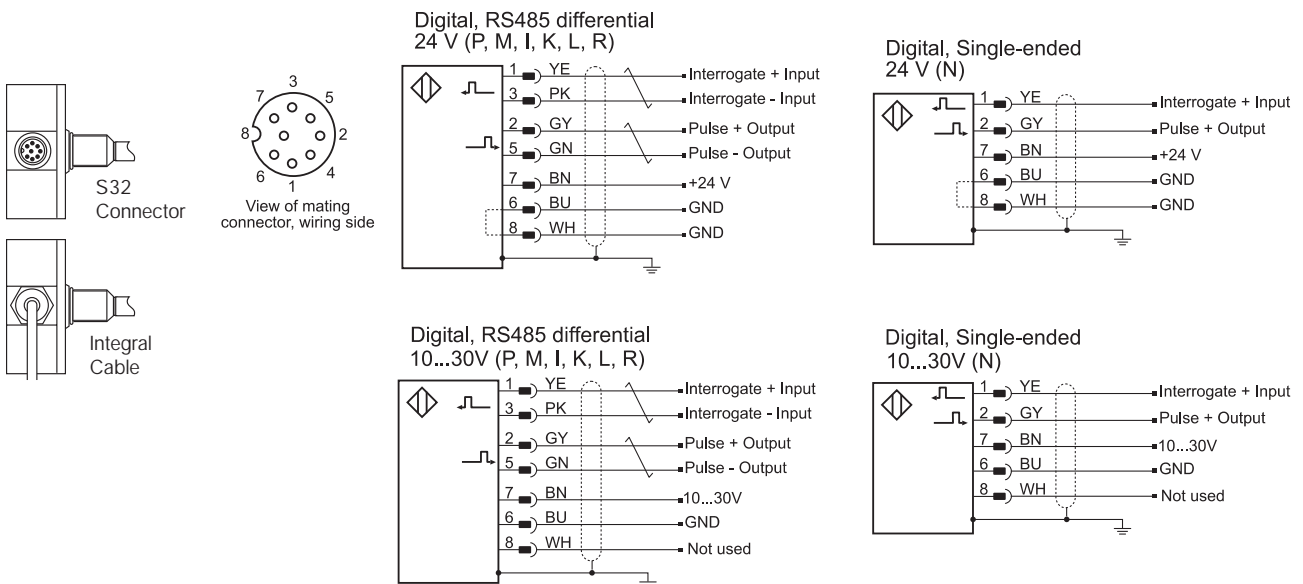 S32
Connector
3
7
5
8
2
6
4
1
View of mating
connector, wiring side
Integral
Cable
Digital, RS485 differential
24 V (P, M, I, K, L, R)
1 YE Interrogate + Input
3 PK Interrogate - Input
2 GY Pulse + Output
5 GN Pulse - Output
7 BN +24 V
6 BU GND
8 WH GND
Digital, Single-ended
24 V (N)
1 YE Interrogate + Input
2 GY Pulse + Output
7 BN +24 V
6 BU GND
8 WH GND
Digital, RS485 differential
10...30V (P, M, I, K, L, R)
1 YE Interrogate + Input
3 PK Interrogate - Input
2 GY Pulse + Output
5 GN Pulse - Output
7 BN 10...30V
6 BU GND
8 WH Not used
Digital, Single-ended
10...30V (N)
1 YE Interrogate + Input
2 GY Pulse + Output
7 BN 10...30V
6 BU GND
8 WH Not used